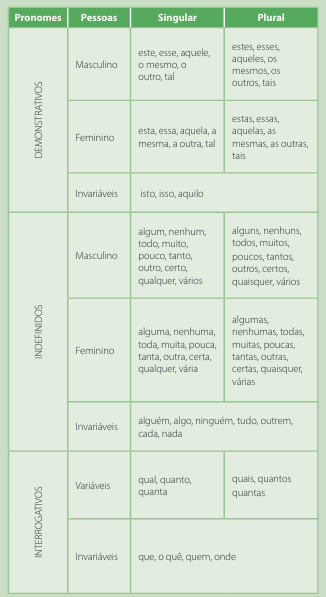 Pronomes Pessoas Singular Plural
DEMONSTRATIVOS
Masculino
este, esse, aquele,
o mesmo, o
outro, tal
estes, esses,
aqueles, os
mesmos, os
outros, tais
Feminino
esta, essa, aquela, a
mesma, a outra, tal
estas, essas,
aquelas, as
mesmas, as outras,
tais
Invariáveis
isto, isso, aquilo
INDEFINIDOS
Masculino
algum, nenhum,
todo, muito,
pouco, tanto,
outro, certo,
qualquer, vários
alguns, nenhuns,
todos, muitos,
poucos, tantos,
outros, certos,
quaisquer, vários
Feminino
alguma, nenhuma,
toda, muita, pouca,
tanta, outra, certa,
qualquer, vária
algumas,
nenhumas, todas,
muitas, poucas,
tantas, outras,
certas, quaisquer,
várias
Invariáveis
alguém, algo, ninguém, tudo, outrem,
cada, nada
INTERROGATIVOS
Variáveis
qual, quanto,
quanta
quais, quantos
quantas
Invariáveis
que, o quê, quem, onde